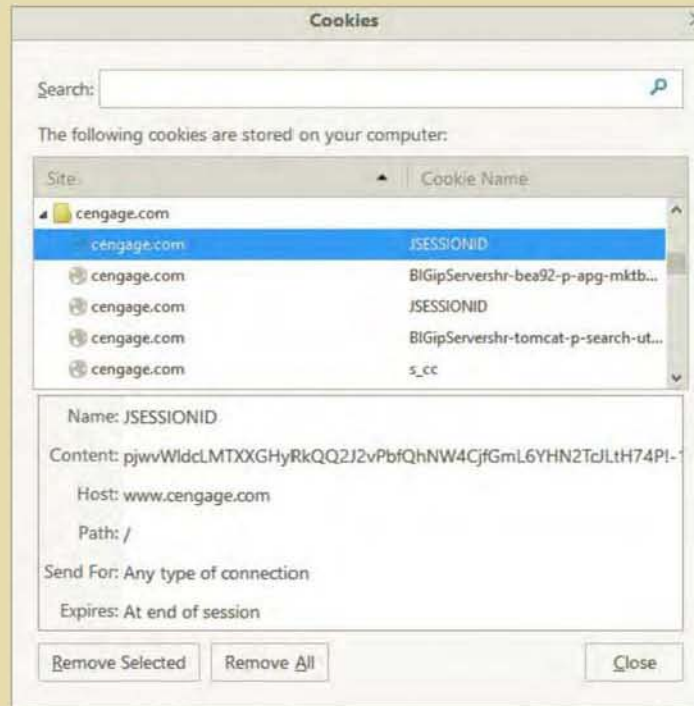 Cookies
Search:
The following cookies are stored on your computer:
Site Cookie Name
cengage.com
cengage.com JSESSIONID
cengage.com BIGipServershr-bea92-p-apg-mktb...
cengage.com JSESSIONID
cengage.com BIGipServershr-tomcat-p-search-ut...
cengage.com s_cc
Name: JSESSIONID
Content: pjwvWldcLMTXXGHyRkQQ2J2vPbfQhNW4CjfGmL6YHN2TcJLtH74P!-1
Host: www.cengage.com
Path: /
Send For: Any type of connection
Expires: At end of session
Remove Selected Remove All Close